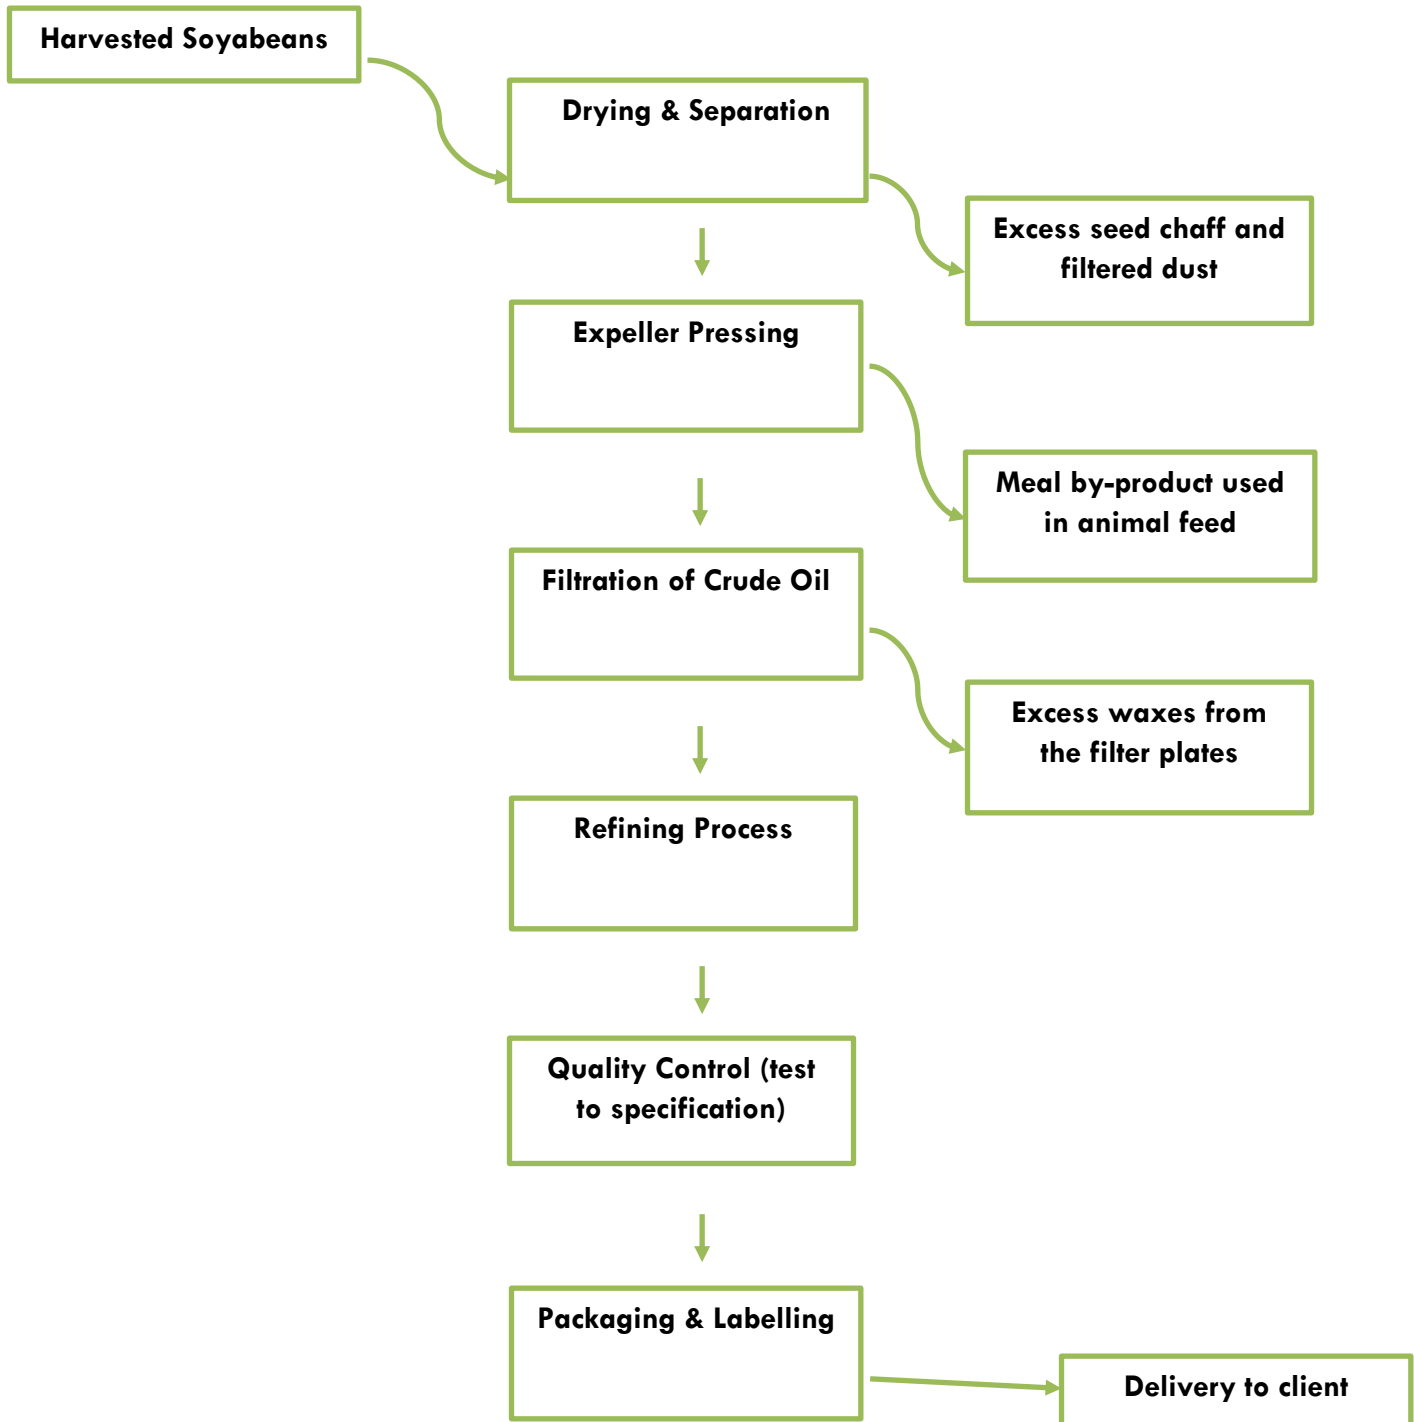 Harvested Soyabeans
Drying & Separation
Excess seed chaff and
filtered dust
Expeller Pressing
Meal by-product used
in animal feed
Filtration of Crude Oil
Excess waxes from
the filter plates
Refining Process
Quality Control (test
to specification)
Packaging & Labelling
Delivery to client